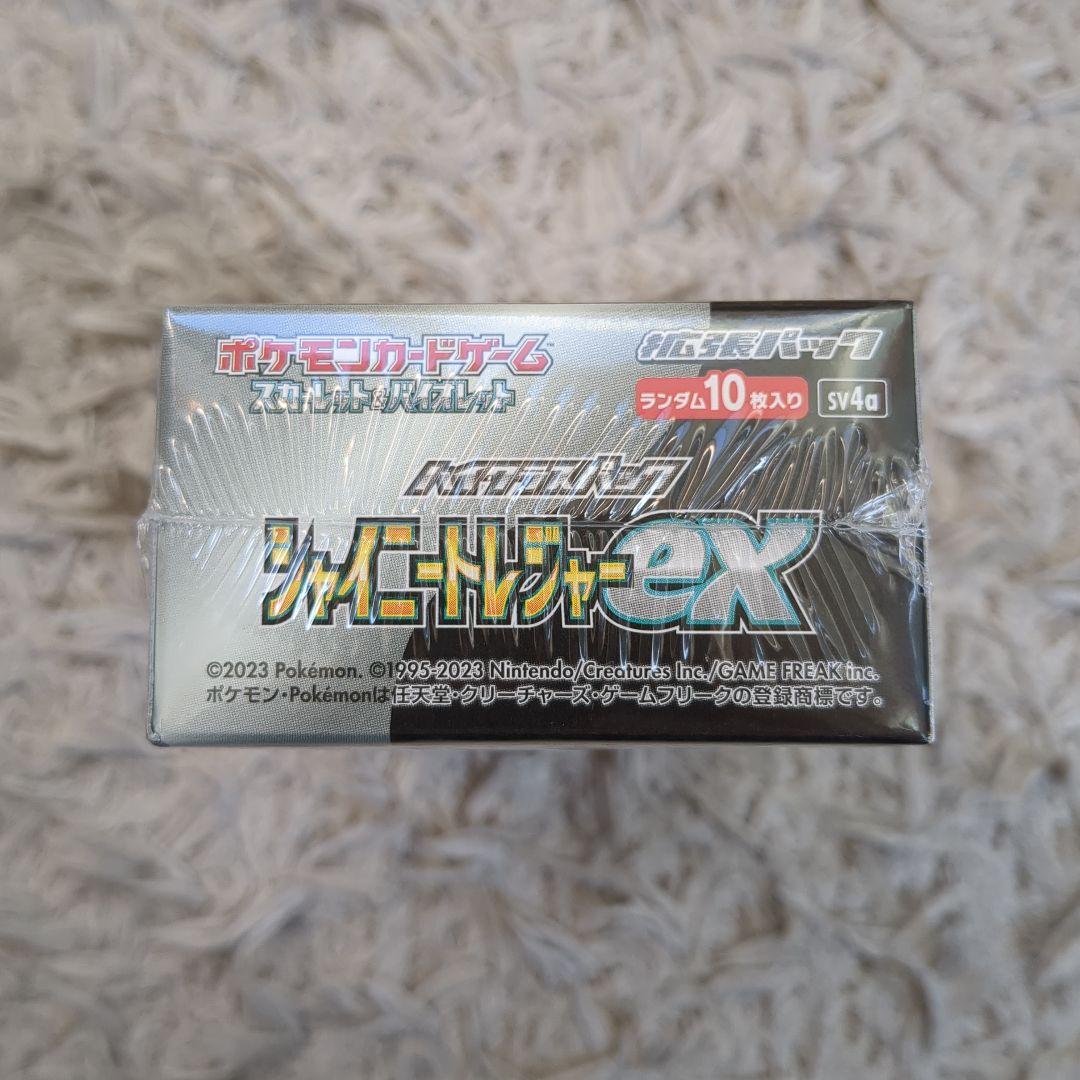 ポケモンカードゲーム™
スカーレット&バイオレット
拡張パック
ランダム10枚入り
SV4a
ハイクラスパック
シャイニートレジャーex
©2023 Pokémon. ©1995-2023 Nintendo/Creatures Inc./GAME FREAK inc.
ポケモン・Pokémonは任天堂・クリーチャーズ・ゲームフリークの登録商標です。